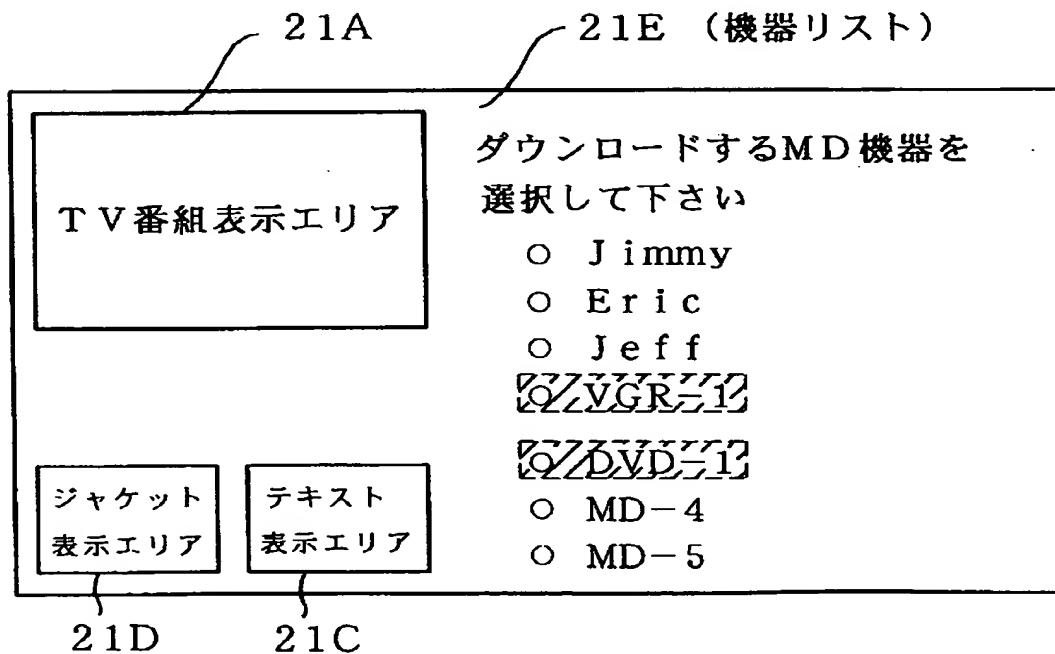 21A
21E (機器リスト)
TV番組表示エリア
ダウンロードするMD機器を
選択して下さい
○ Jimmy
○ Eric
○ Jeff
○ VGR-1
○ DVD-1
○ MD-4
○ MD-5
ジャケット
表示エリア
テキスト
表示エリア
21D
21C